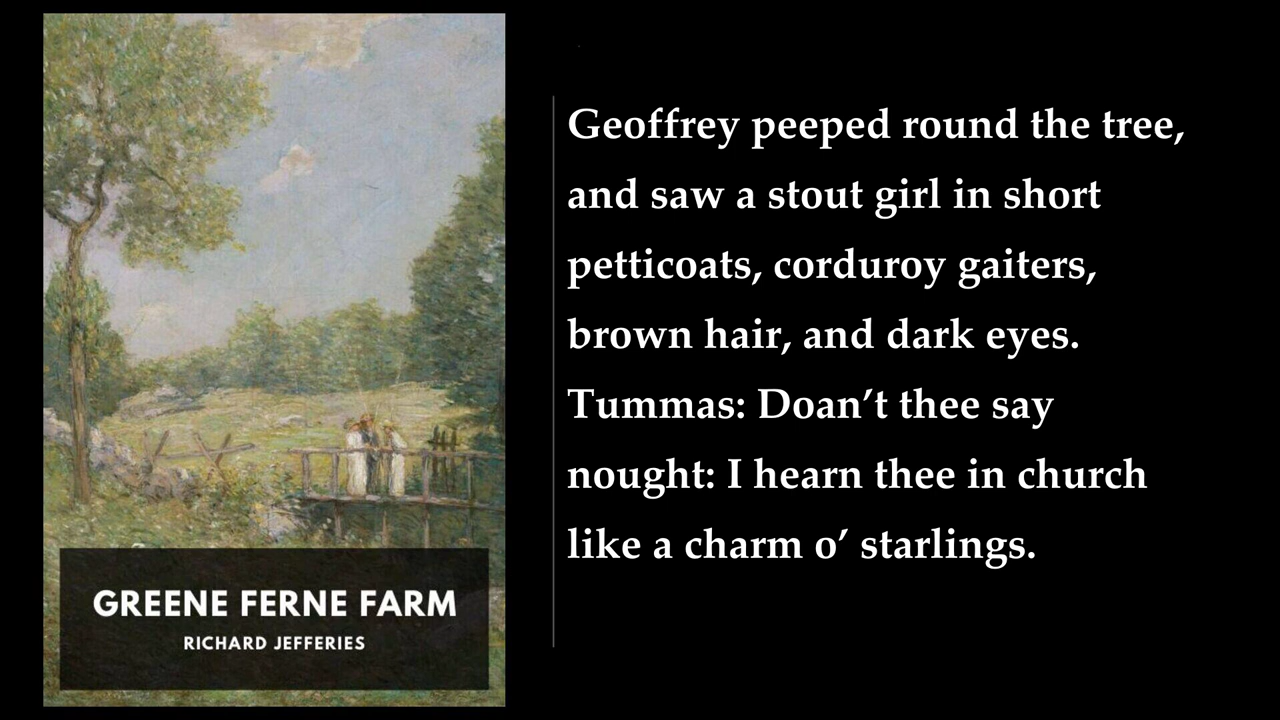 GREENE FERNE FARM
RICHARD JEFFERIES
Geoffrey peeped round the tree,
and saw a stout girl in short
petticoats, corduroy gaiters,
brown hair, and dark eyes.
Tummas: Doan’t thee say
nought: I hearn thee in church
like a charm o’ starlings.